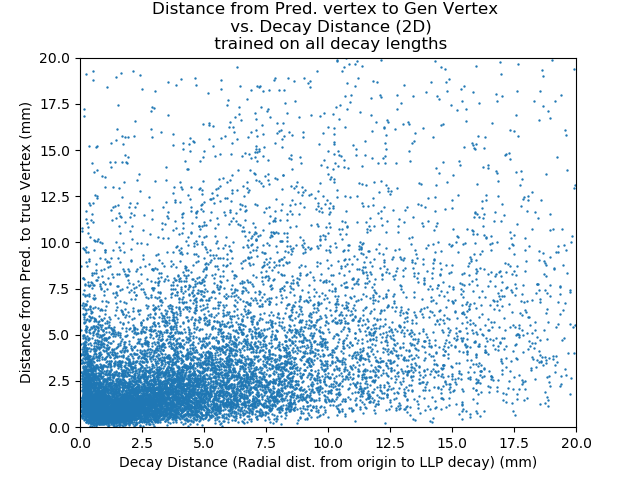 Distance from Pred. vertex to Gen Vertex
vs. Decay Distance (2D)
trained on all decay lengths
20.0
17.5
15.0
12.5
10.0
7.5
5.0
2.5
0.0
Distance from Pred. to true Vertex (mm)
0.0 2.5 5.0 7.5 10.0 12.5 15.0 17.5 20.0
Decay Distance (Radial dist. from origin to LLP decay) (mm)